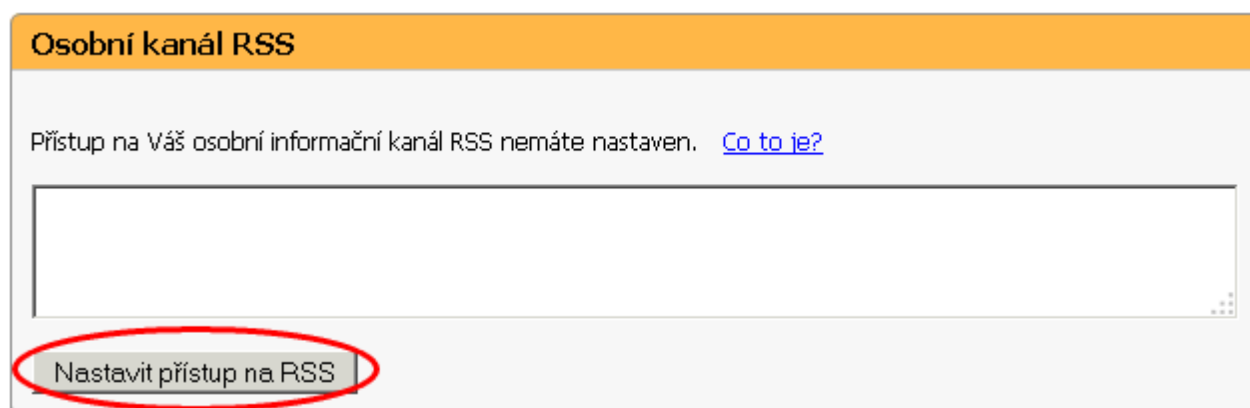 Osobní kanál RSS
Přístup na Váš osobní informační kanál RSS nemáte nastaven. Co to je?
Nastavit přístup na RSS